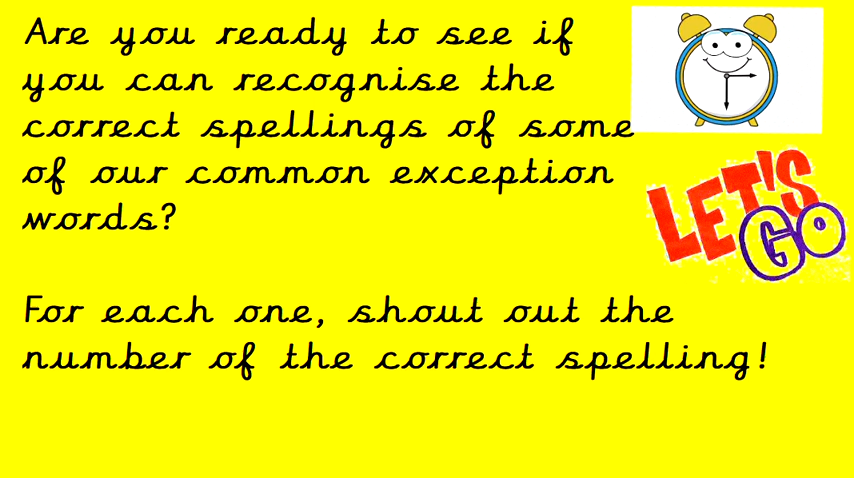 Are you ready to see if
you can recognise the
correct spellings of some
of our common exception
words?
For each one, shout out the
number of the correct spelling!
LET'S
GO